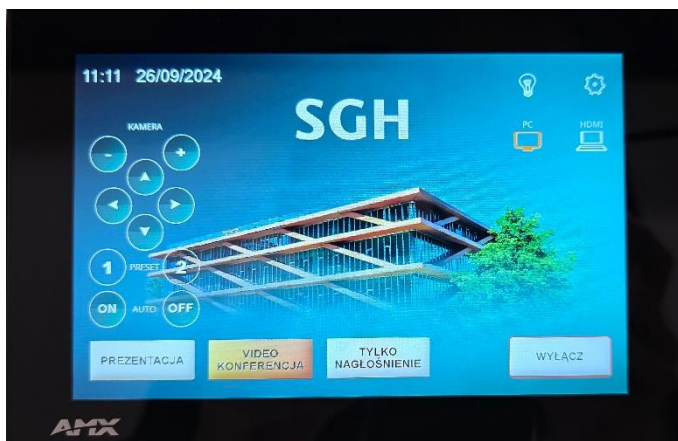 11:11 26/09/2024
SGH
KAMERA
- +
PC HDMI
1 PRESET 2
ON AUTO OFF
PREZENTACJA
VIDEO
KONFERENCJA
TYLKO
NAGŁOŚNIENIE
WYŁĄCZ
AMX